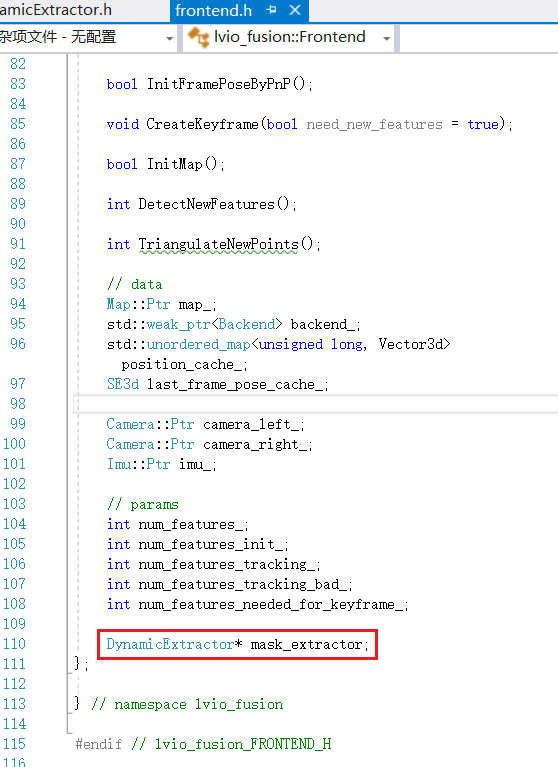 amicExtractor.h
frontend.h
杂项文件 - 无配置
lvio_fusion::Frontend
82
83 bool InitFramePoseByPnP();
84
85 void CreateKeyframe(bool need_new_features = true);
86
87 bool InitMap();
88
89 int DetectNewFeatures();
90
91 int TriangulateNewPoints();
92
93 // data
94 Map::Ptr map_;
95 std::weak_ptr<Backend> backend_;
96 std::unordered_map<unsigned long, Vector3d>
position_cache_;
97 SE3d last_frame_pose_cache_;
98
99 Camera::Ptr camera_left_;
100 Camera::Ptr camera_right_;
101 Imu::Ptr imu_;
102
103 // params
104 int num_features_;
105 int num_features_init_;
106 int num_features_tracking_;
107 int num_features_tracking_bad_;
108 int num_features_needed_for_keyframe_;
109
110 DynamicExtractor* mask_extractor;
111 };
112
113 } // namespace lvio_fusion
114
115 #endif // lvio_fusion_FRONTEND_H
116